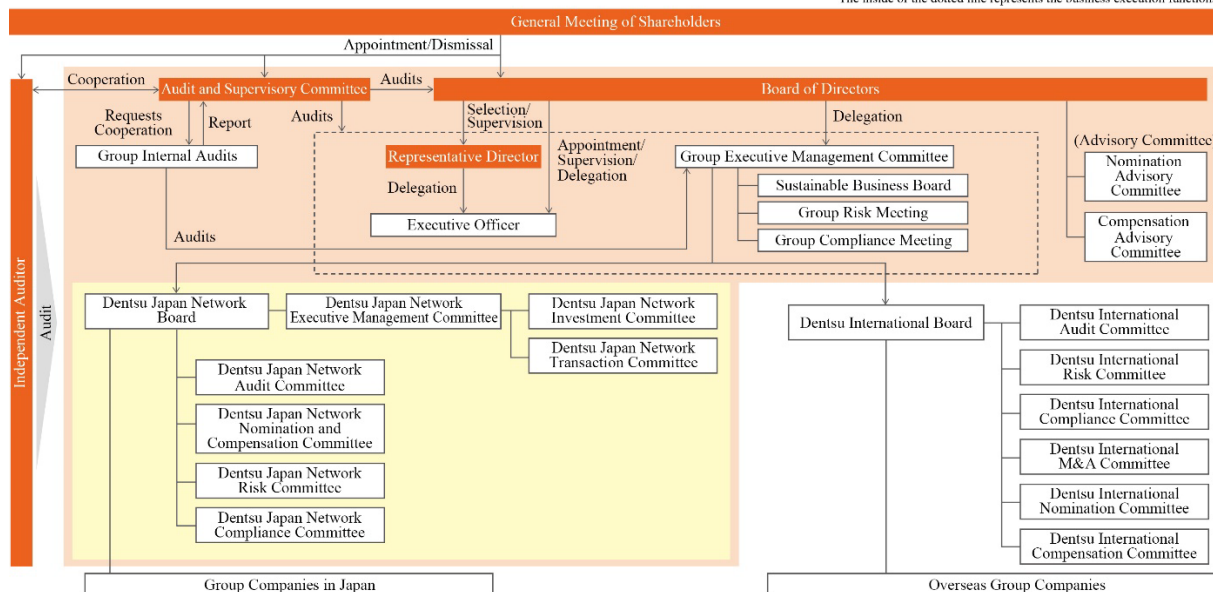 The inside of the dotted line represents the business execution function
General Meeting of Shareholders
Appointment/Dismissal
Cooperation
Audit and Supervisory Committee
Audits
Board of Directors
Requests
Cooperation
Report
Audits
Selection/
Supervision
Delegation
Group Internal Audits
Representative Director
Appointment/
Supervision/
Delegation
Group Executive Management Committee
(Advisory Committee)
Nomination
Advisory
Committee
Delegation
Sustainable Business Board
Executive Officer
Group Risk Meeting
Compensation
Advisory
Committee
Audits
Group Compliance Meeting
Independent Auditor
Audit
Dentsu Japan Network
Board
Dentsu Japan Network
Executive Management Committee
Dentsu Japan Network
Investment Committee
Dentsu Japan Network
Transaction Committee
Dentsu Japan Network
Audit Committee
Dentsu Japan Network
Nomination and
Compensation Committee
Dentsu Japan Network
Risk Committee
Dentsu Japan Network
Compliance Committee
Dentsu International Board
Dentsu International
Audit Committee
Dentsu International
Risk Committee
Dentsu International
Compliance Committee
Dentsu International
M&A Committee
Dentsu International
Nomination Committee
Dentsu International
Compensation Committee
Group Companies in Japan
Overseas Group Companies